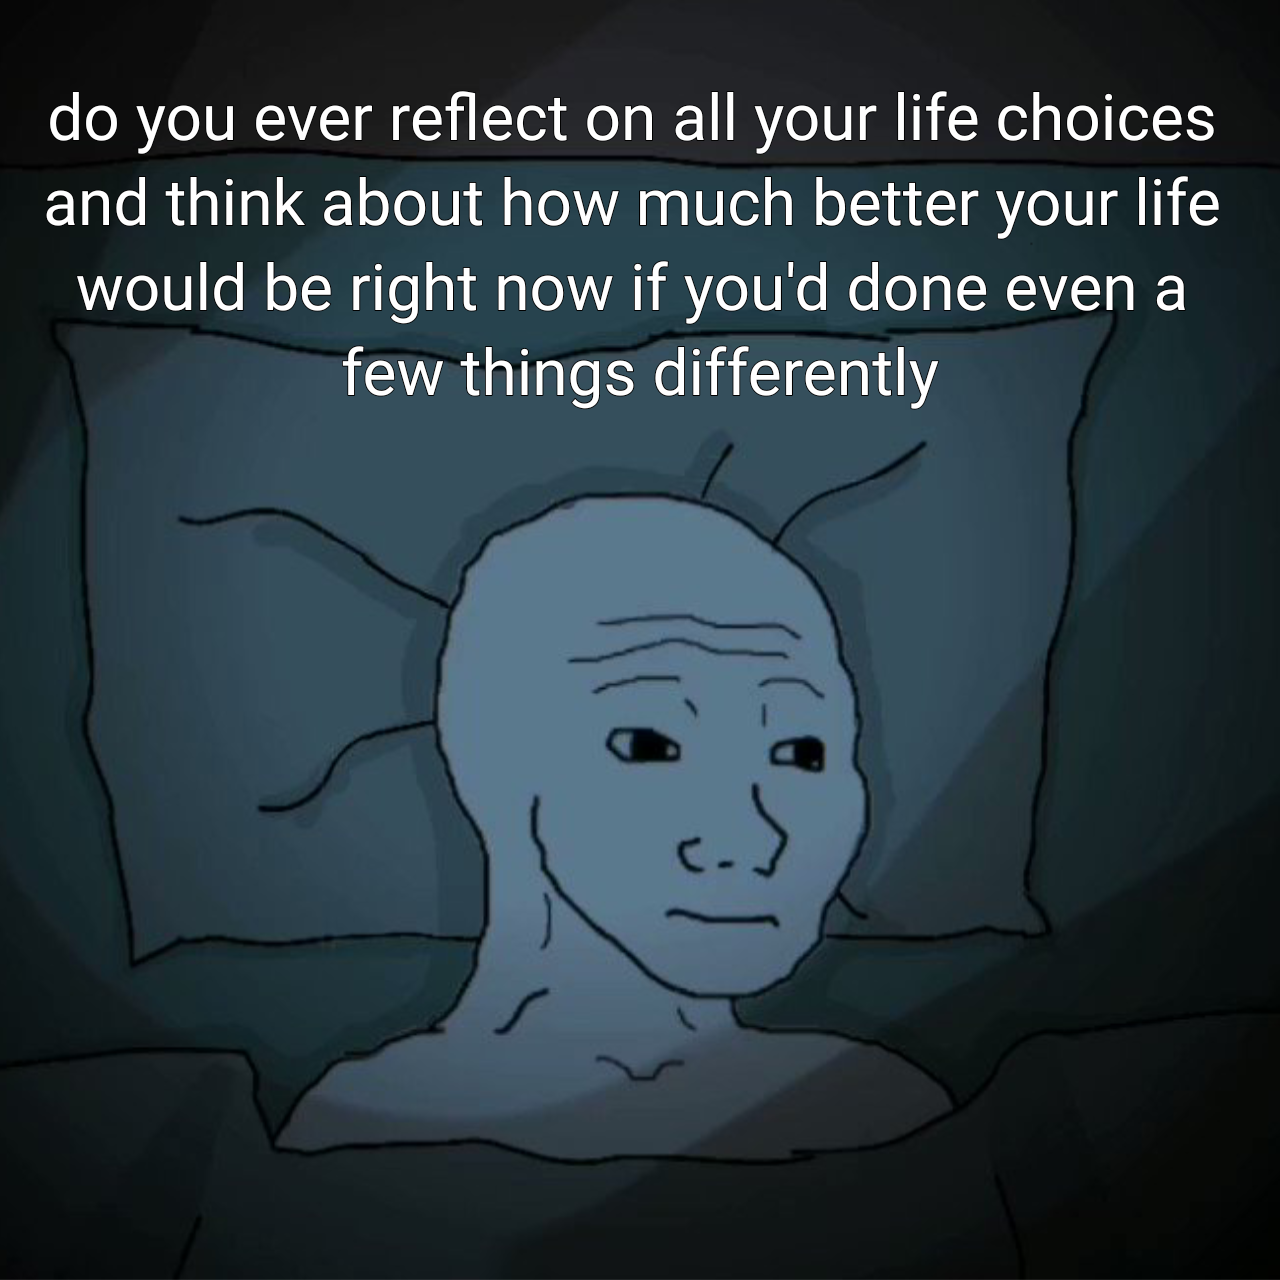 do you ever reflect on all your life choices
and think about how much better your life
would be right now if you'd done even a
few things differently